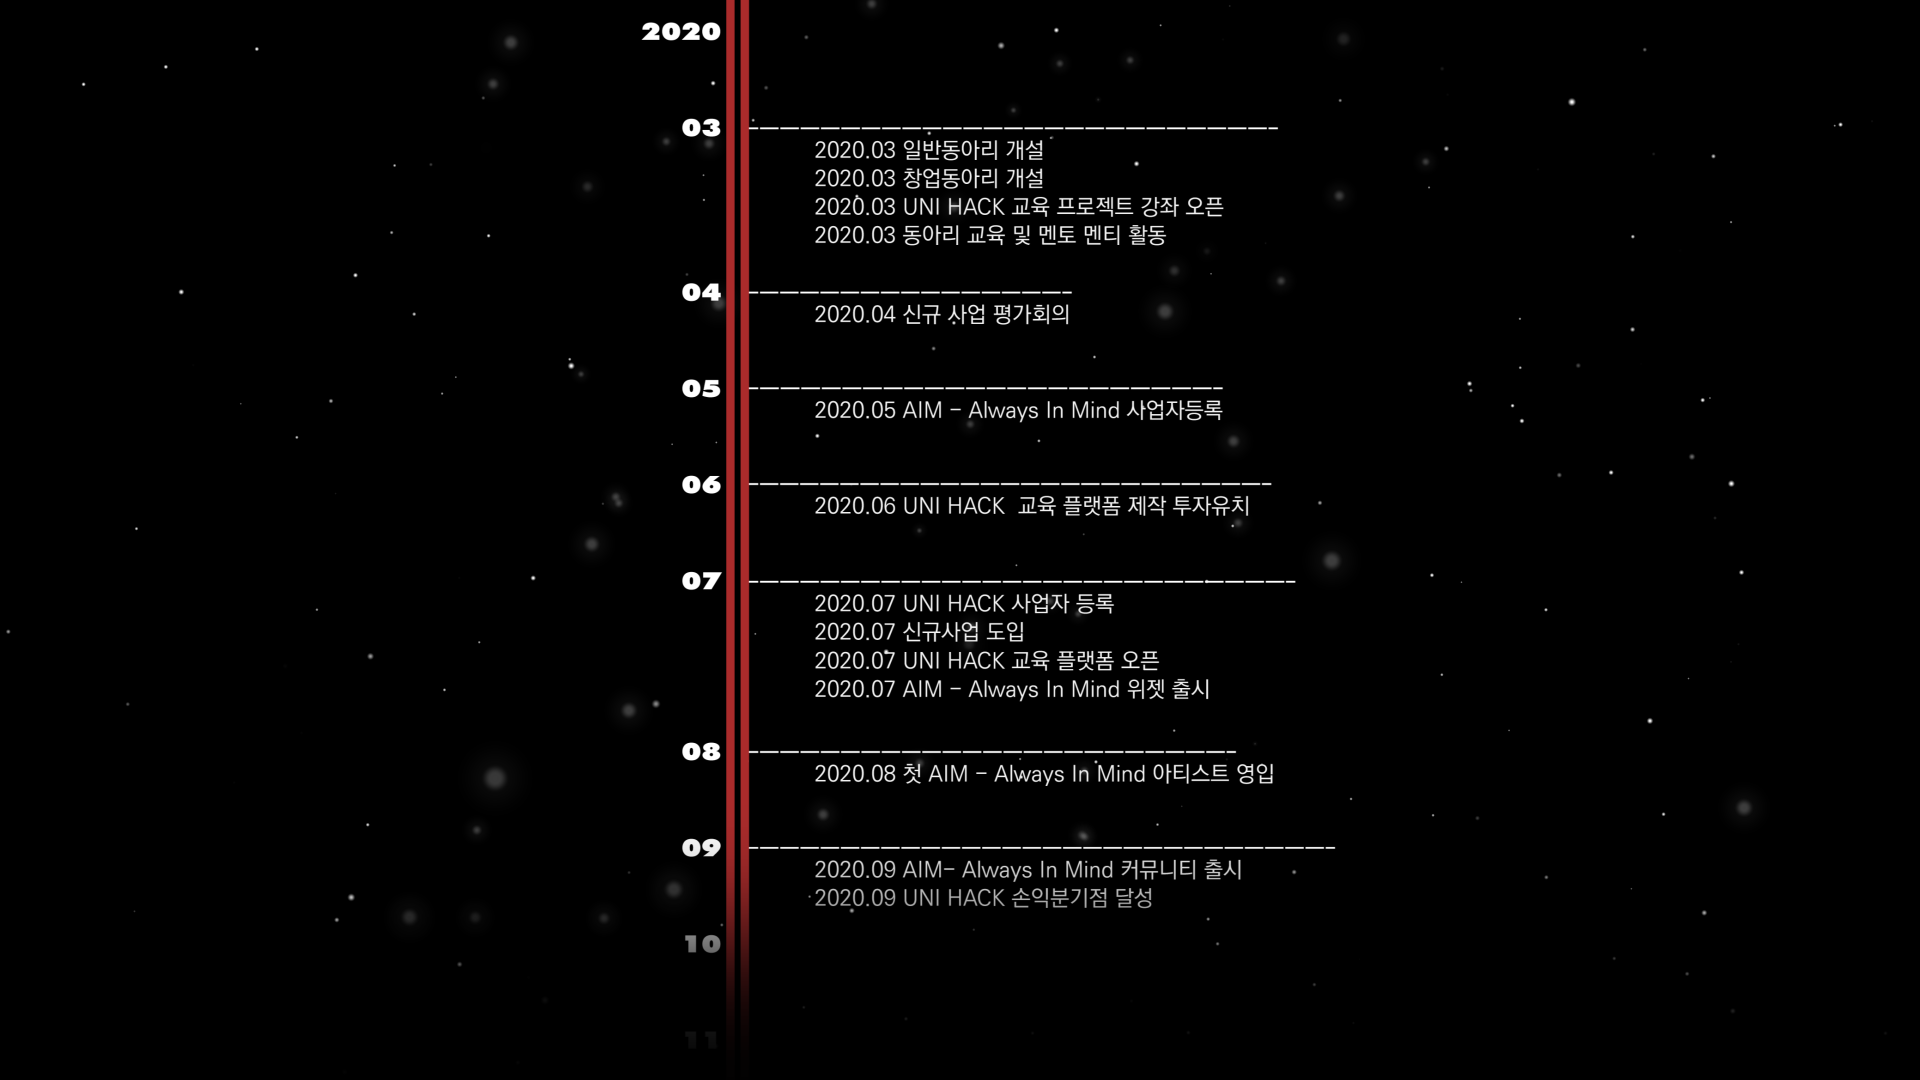 2020
03
2020.03 일반동아리 개설
2020.03 창업동아리 개설
2020.03 UNI HACK 교육 프로젝트 강좌 오픈
2020.03 동아리 교육 및 멘토 멘티 활동
04
2020.04 신규 사업 평가회의
05
2020.05 AIM - Always In Mind 사업자등록
06
2020.06 UNI HACK  교육 플랫폼 제작 투자유치
07
2020.07 UNI HACK 사업자 등록
2020.07 신규사업 도입
2020.07 UNI HACK 교육 플랫폼 오픈
2020.07 AIM - Always In Mind 위젯 출시
08
2020.08 첫 AIM - Always In Mind 아티스트 영입
09
2020.09 AIM- Always In Mind 커뮤니티 출시
2020.09 UNI HACK 손익분기점 달성
10
11